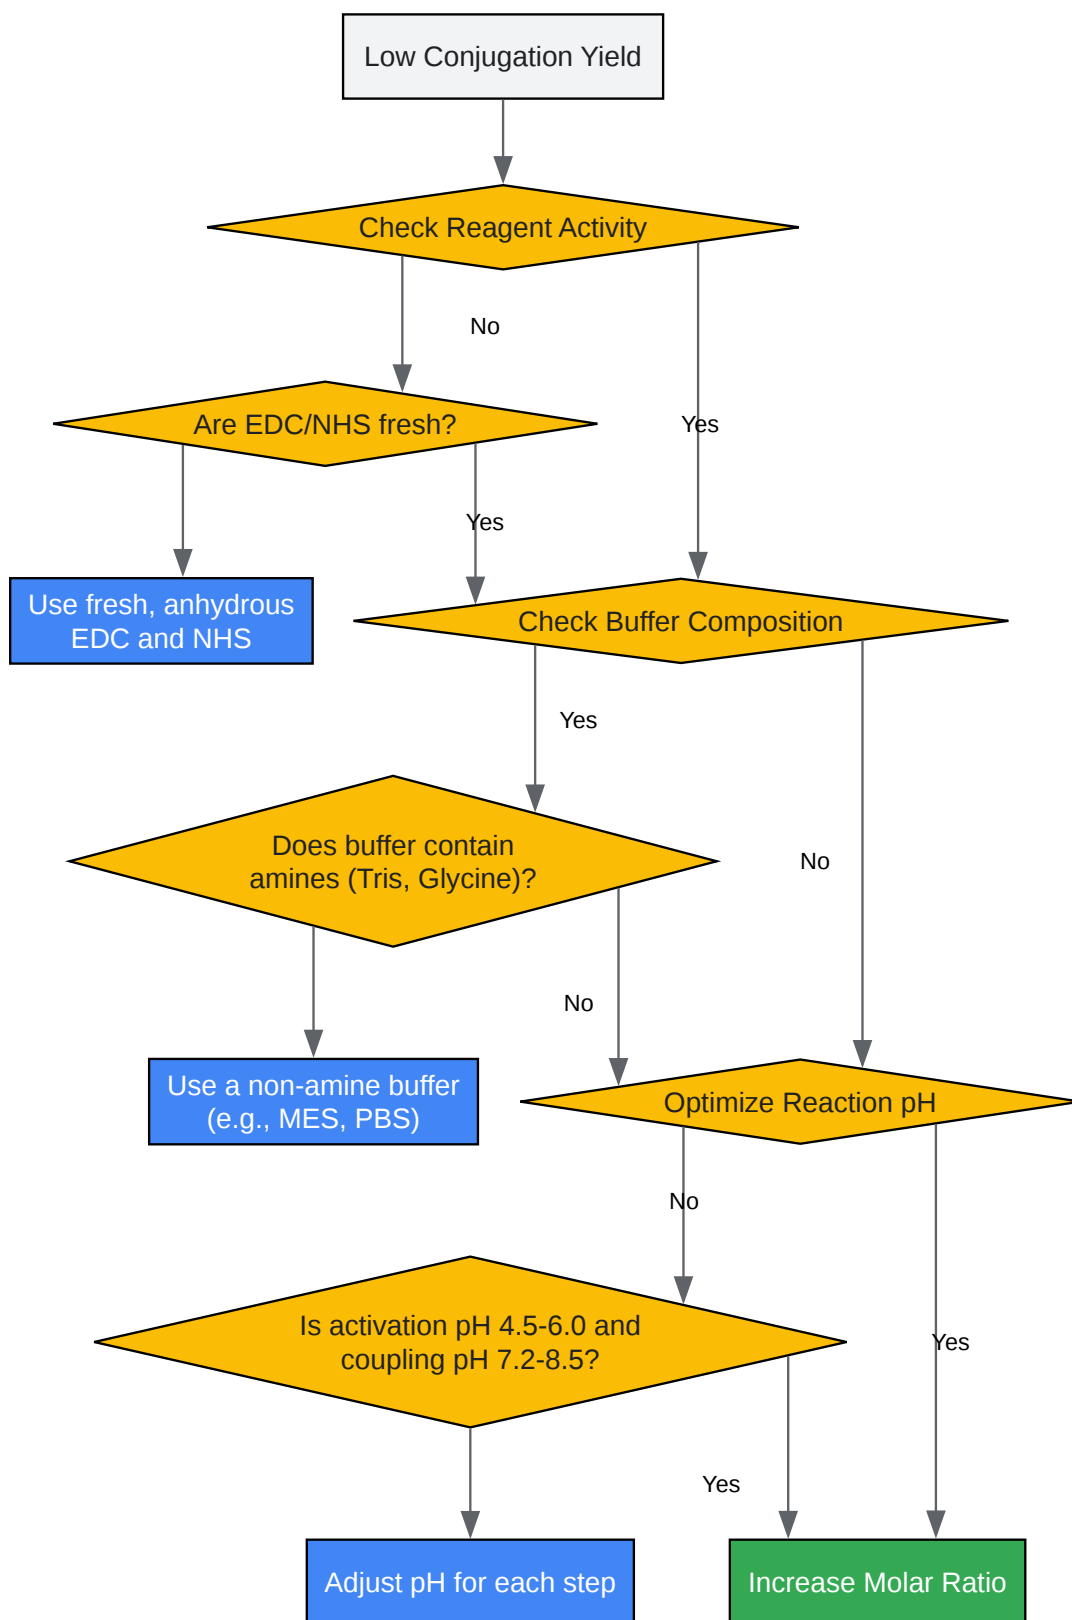 Low Conjugation Yield
Check Reagent Activity
No
Are EDC/NHS fresh?
Yes
Yes
Use fresh, anhydrous
EDC and NHS
Check Buffer Composition
Yes
Does buffer contain
amines (Tris, Glycine)?
No
No
Use a non-amine buffer
(e.g., MES, PBS)
Optimize Reaction pH
No
Is activation pH 4.5-6.0 and
coupling pH 7.2-8.5?
Yes
Yes
Adjust pH for each step
Increase Molar Ratio